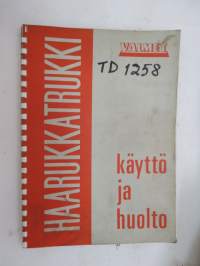 VALMET
TD 1258
HAARUKKATRUKKI
käyttö
ja
huolto